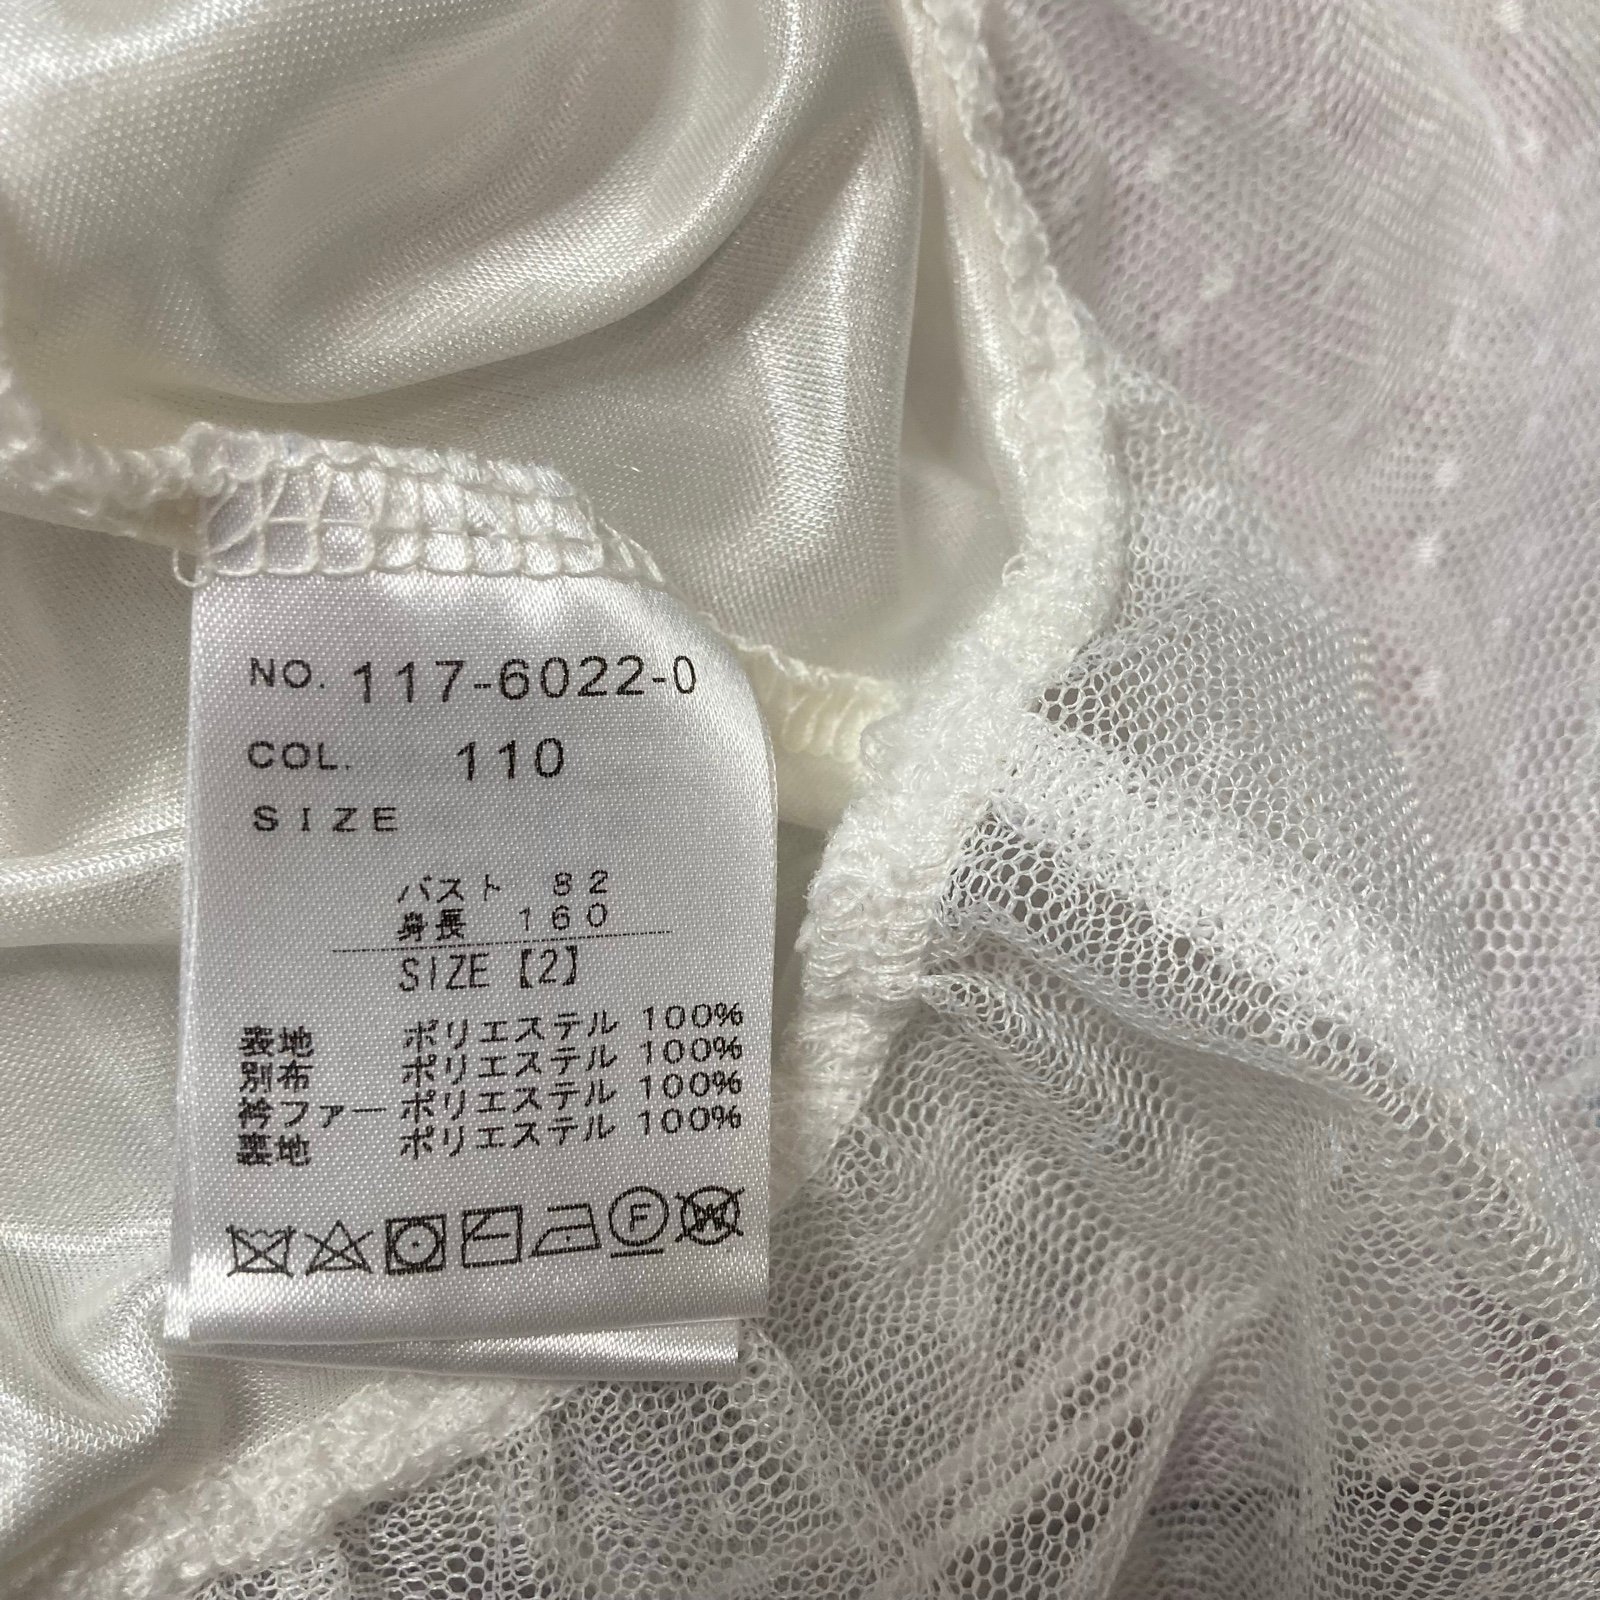 NO. 117-6022-0
COL. 110
SIZE
バスト 82
身長 160
SIZE【2】
表地 ポリエステル 100%
別布 ポリエステル 100%
衿ファー ポリエステル 100%
裏地 ポリエステル 100%
F
W